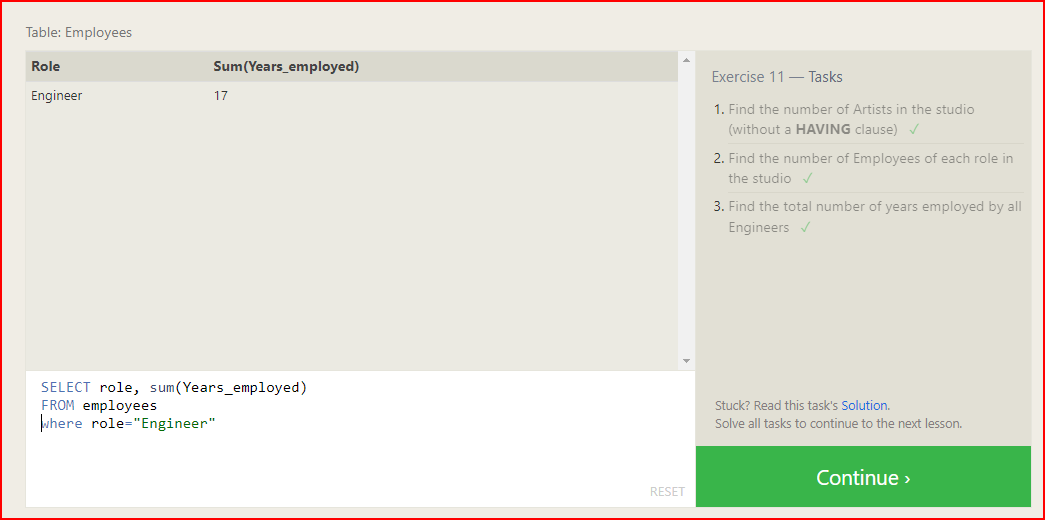 Table: Employees
Role Sum(Years_employed)
Engineer 17
SELECT role, sum(Years_employed)
FROM employees
where role="Engineer"
RESET
Exercise 11 — Tasks
1. Find the number of Artists in the studio
(without a HAVING clause) ✓
2. Find the number of Employees of each role in
the studio ✓
3. Find the total number of years employed by all
Engineers ✓
Stuck? Read this task's Solution.
Solve all tasks to continue to the next lesson.
Continue ›